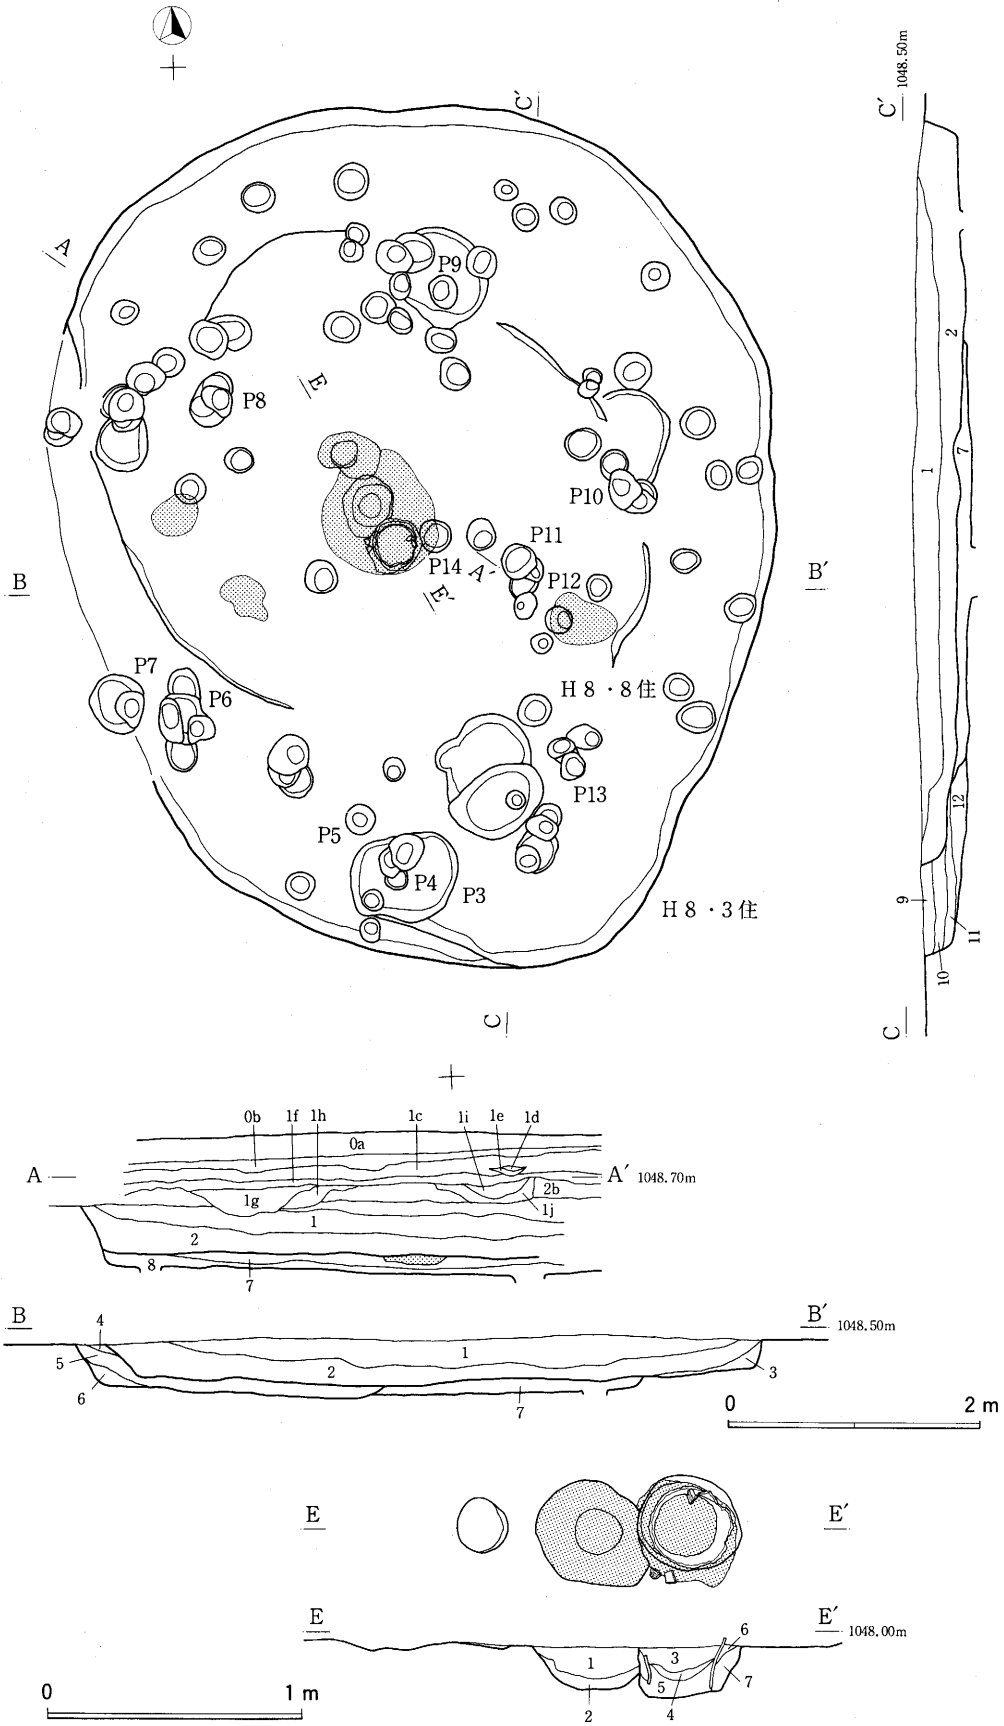 C′
C′
1048.50m
A
P9
2
E
P8
7
1
P10
P11
P14
A′
P12
B
B′
E′
P7
H8・8住
P6
12
P13
P5
P4
P3
9
H8・3住
11
10
C
C
0b
1f
1h
1c
1i
1e
1d
0a
A
A′
1048.70m
1g
2b
1j
1
2
8
7
B
B′
1048.50m
4
1
5
2
3
6
7
0
2 m
E
E′
E
E′
1048.00m
6
1
3
5
7
2
4
0
1 m